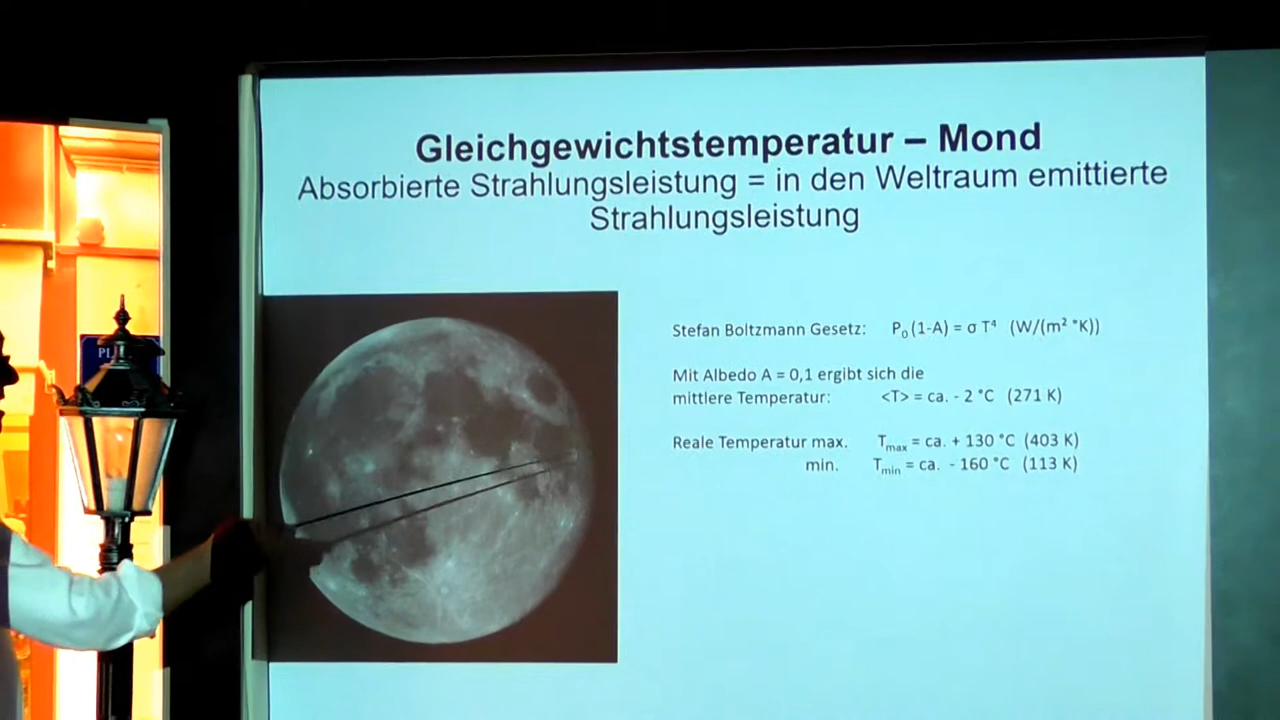 Gleichgewichtstemperatur – Mond
Absorbierte Strahlungsleistung = in den Weltraum emittierte
Strahlungsleistung
Stefan Boltzmann Gesetz: P₀ (1-A) = σ T⁴ (W/(m² °K))
Mit Albedo A = 0,1 ergibt sich die
mittlere Temperatur: <T> = ca. - 2 °C (271 K)
Reale Temperatur max. Tmax = ca. + 130 °C (403 K)
min. Tmin = ca. - 160 °C (113 K)